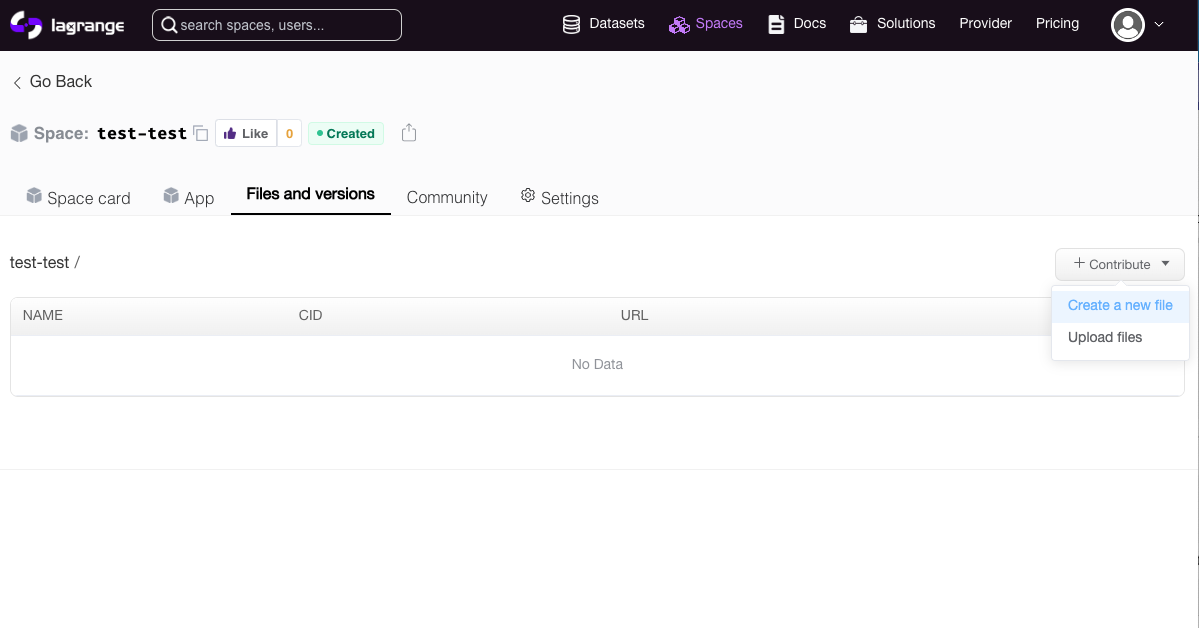 lagrange search spaces, users... Datasets Spaces Docs Solutions Provider Pricing
Go Back
Space: test-test Like 0 Created
Space card App Files and versions Community Settings
test-test / + Contribute
Create a new file
NAME CID URL
Upload files
No Data